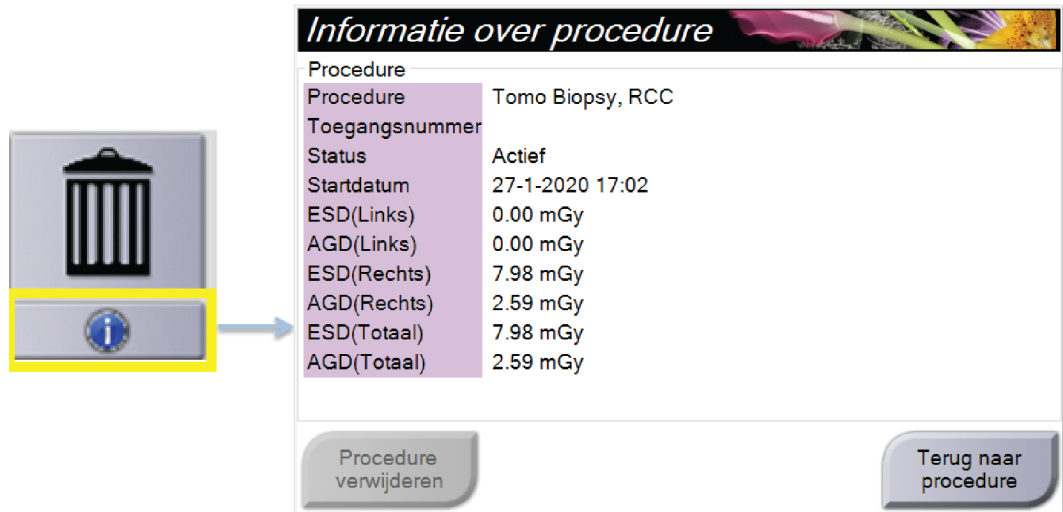 Informatie over procedure
Procedure
Procedure Tomo Biopsy, RCC
Toegangsnummer
Status Actief
Startdatum 27-1-2020 17:02
ESD(Links) 0.00 mGy
AGD(Links) 0.00 mGy
ESD(Rechts) 7.98 mGy
AGD(Rechts) 2.59 mGy
ESD(Totaal) 7.98 mGy
AGD(Totaal) 2.59 mGy
Procedure
verwijderen
Terug naar
procedure